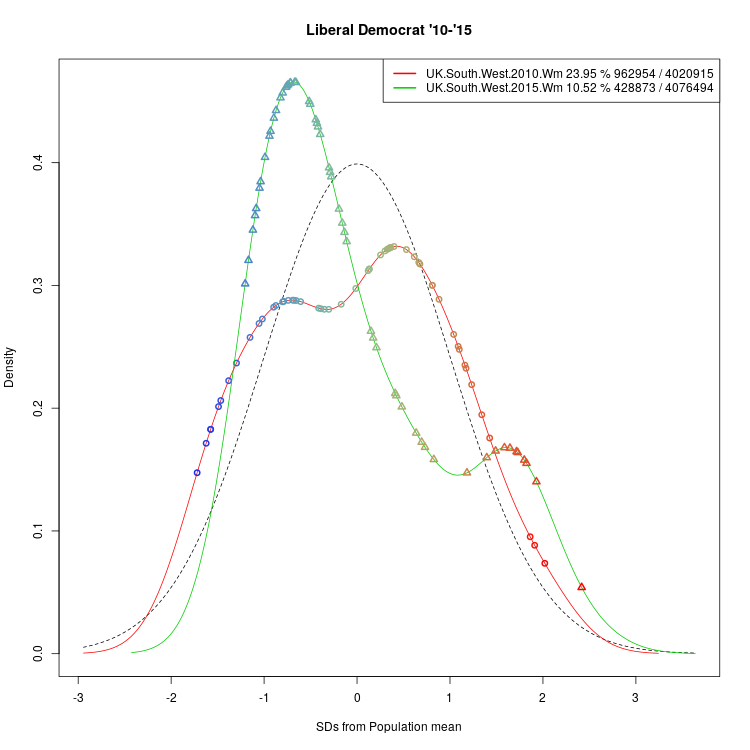 Liberal Democrat '10-'15
UK.South.West.2010.Wm 23.95 % 962954 / 4020915
UK.South.West.2015.Wm 10.52 % 428873 / 4076494
Density
0.4
0.3
0.2
0.1
0.0
-3 -2 -1 0 1 2 3
SDs from Population mean